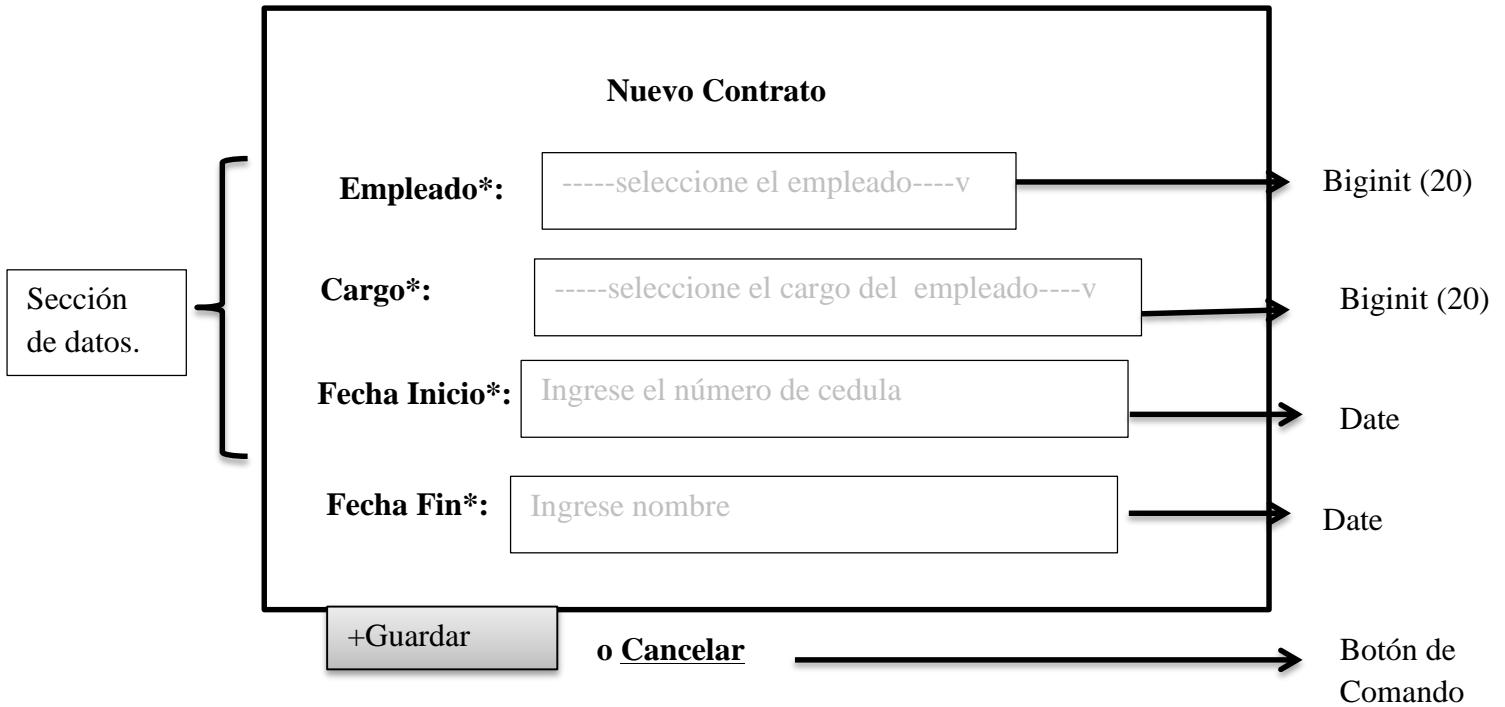 Nuevo Contrato
Empleado*:
-----seleccione el empleado----v
Biginit (20)
Cargo*:
-----seleccione el cargo del  empleado----v
Biginit (20)
Sección
de datos.
Fecha Inicio*:
Ingrese el número de cedula
Date
Fecha Fin*:
Ingrese nombre
Date
+Guardar
o Cancelar
Botón de
Comando